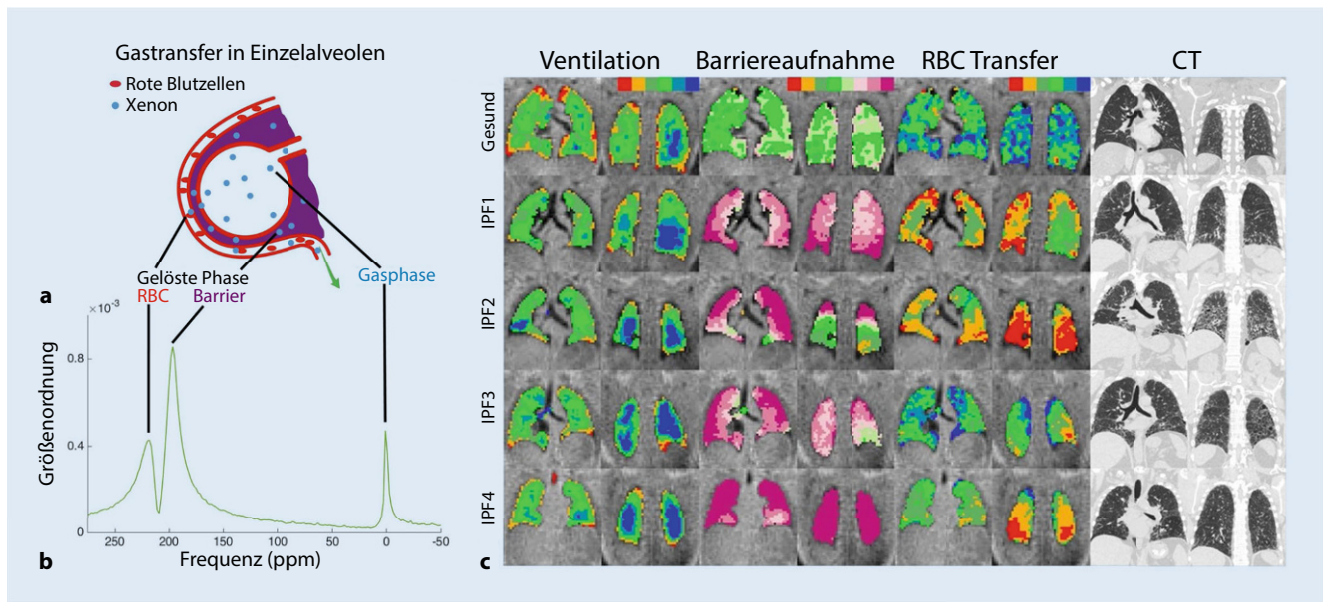 Gastransfer in Einzelalveolen
Rote Blutzellen
Xenon
Gelöste Phase
RBC Barrier
Gasphase
a
x10-3
0.8
0.4
0
Größenordnung
250 200 150 100 50 0 -50
Frequenz (ppm)
b
Ventilation Barriereaufnahme RBC Transfer CT
Gesund
IPF1
IPF2
IPF3
IPF4
c